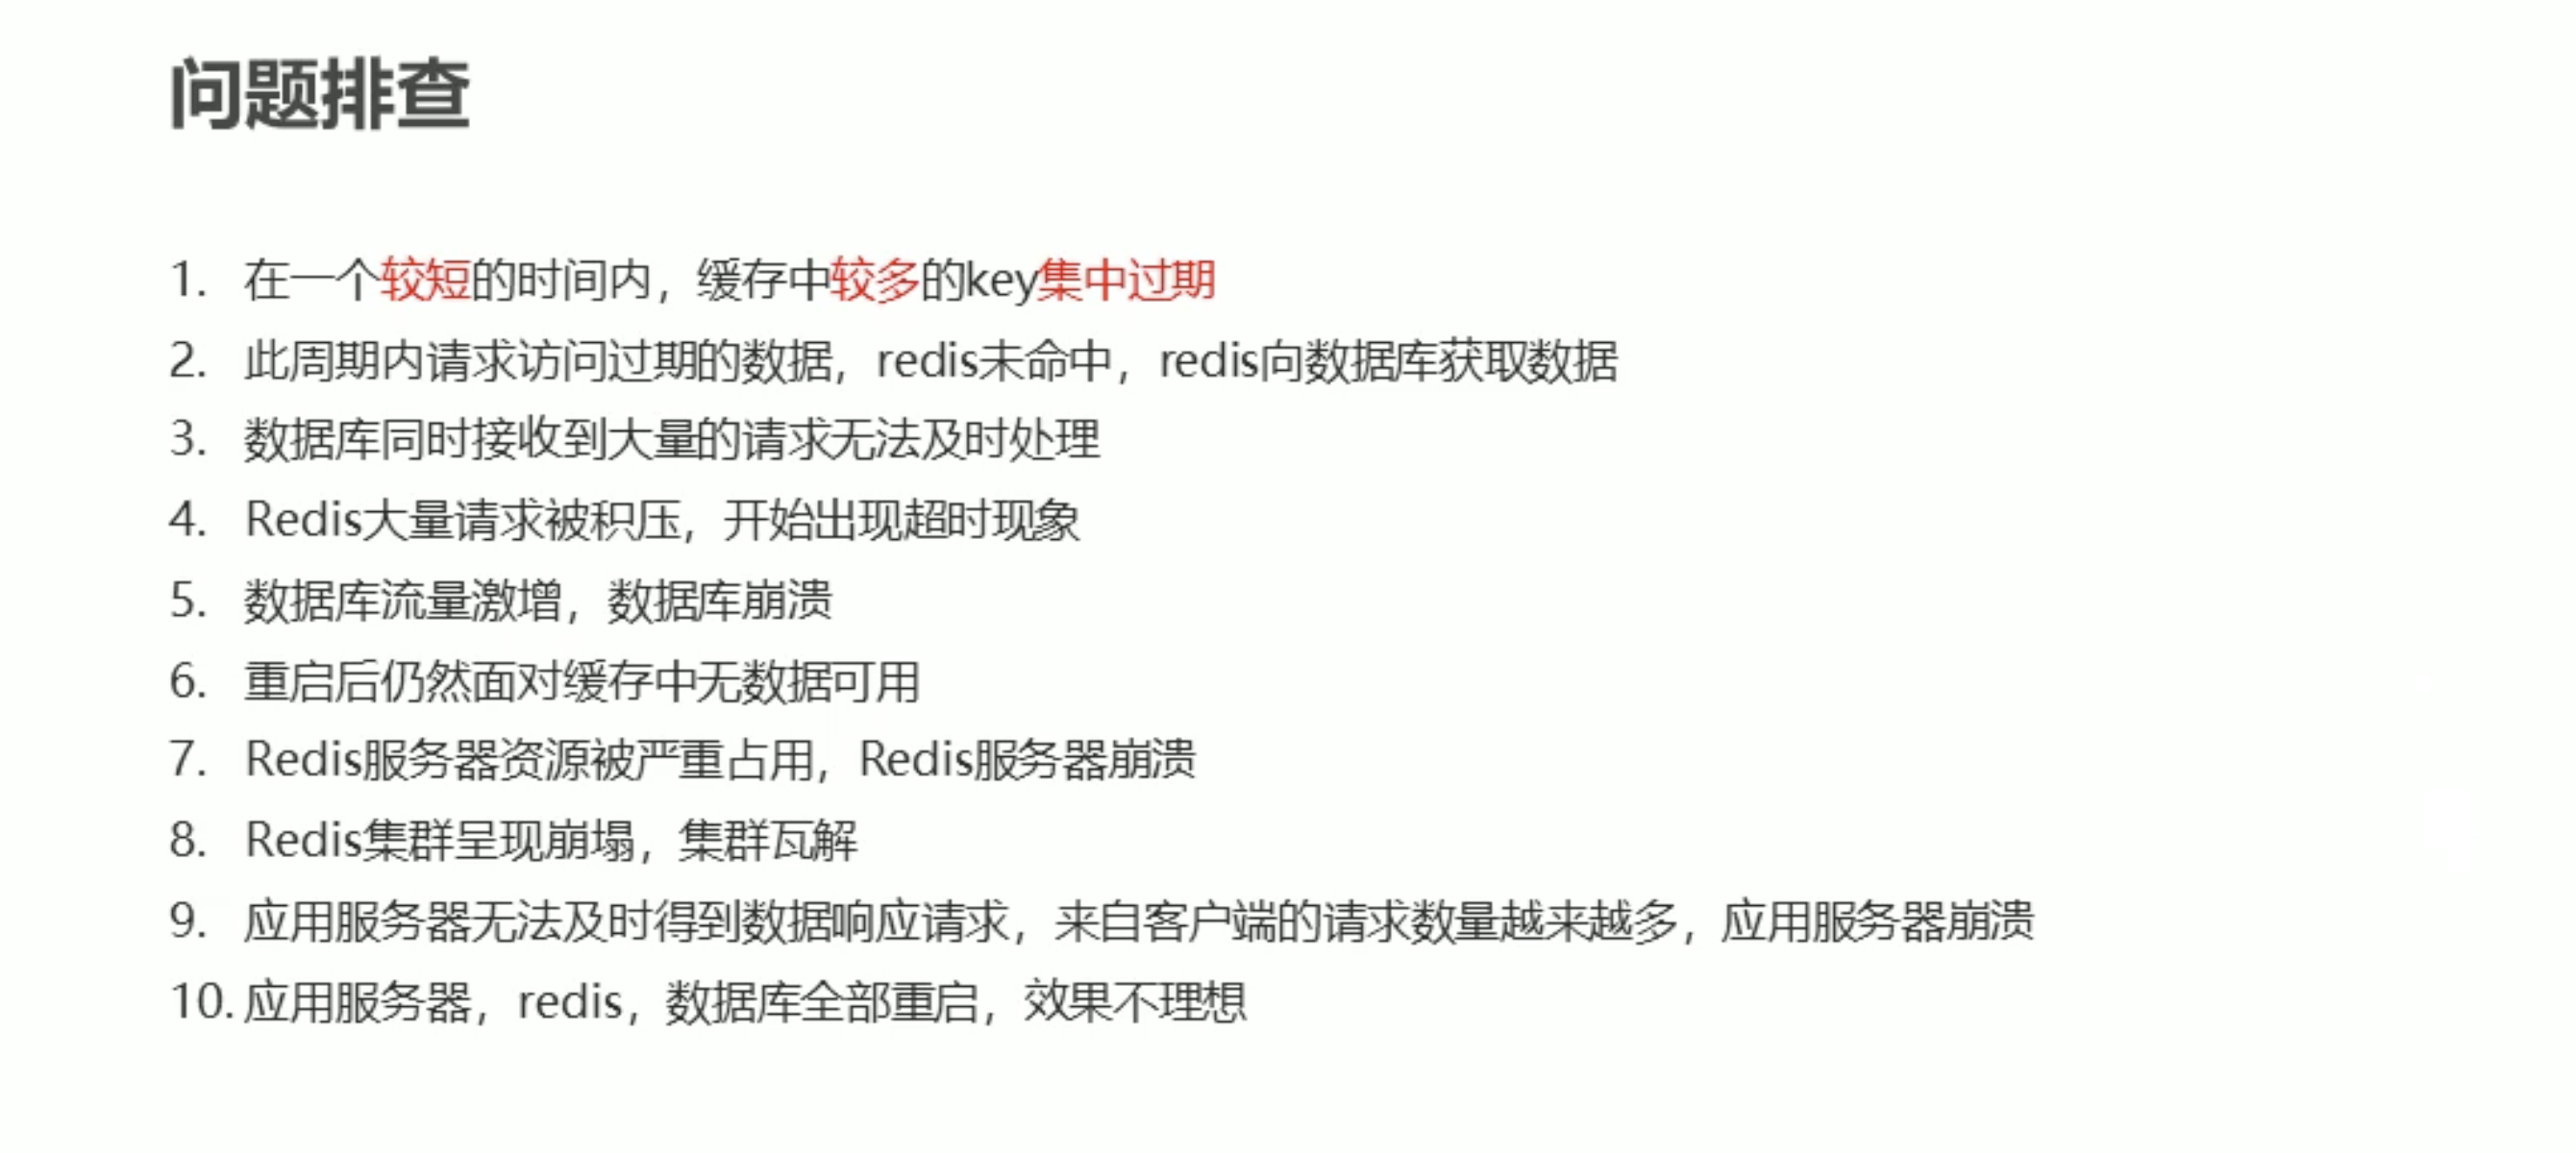 问题排查
1. 在一个较短的时间内，缓存中较多的key集中过期
2. 此周期内请求访问过期的数据，redis未命中，redis向数据库获取数据
3. 数据库同时接收到大量的请求无法及时处理
4. Redis大量请求被积压，开始出现超时现象
5. 数据库流量激增，数据库崩溃
6. 重启后仍然面对缓存中无数据可用
7. Redis服务器资源被严重占用，Redis服务器崩溃
8. Redis集群呈现崩塌，集群瓦解
9. 应用服务器无法及时得到数据响应请求，来自客户端的请求数量越来越多，应用服务器崩溃
10. 应用服务器，redis，数据库全部重启，效果不理想